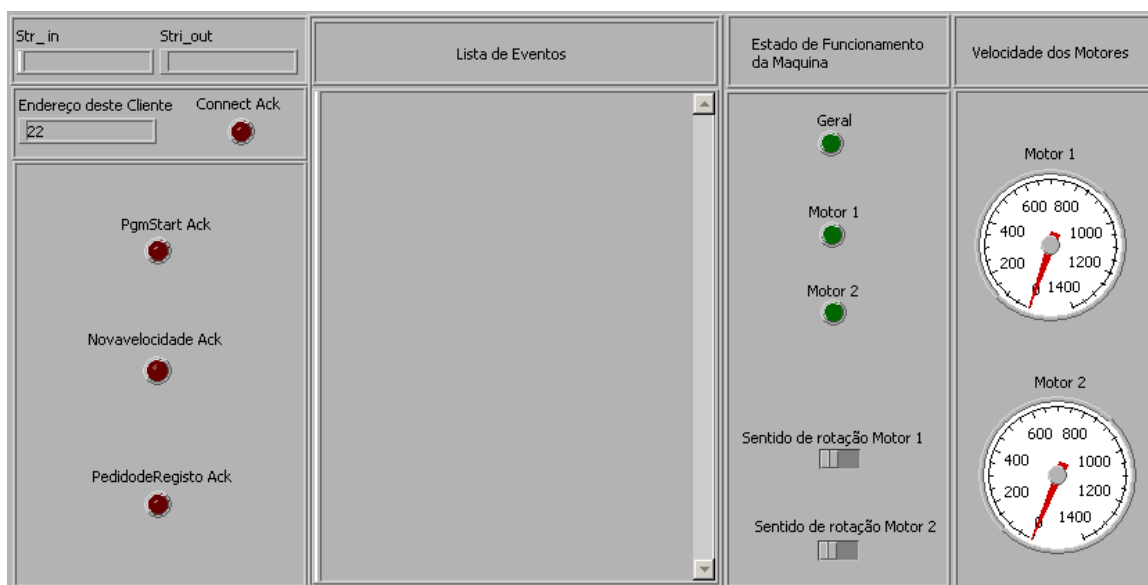 Str_in
Stri_out
Lista de Eventos
Estado de Funcionamento
da Maquina
Velocidade dos Motores
Endereço deste Cliente
Connect Ack
22
PgmStart Ack
Novavelocidade Ack
PedidodeRegisto Ack
Geral
Motor 1
Motor 2
Sentido de rotação Motor 1
Sentido de rotação Motor 2
Motor 1
600 800
400 1000
200 1200
0 1400
Motor 2
600 800
400 1000
200 1200
0 1400